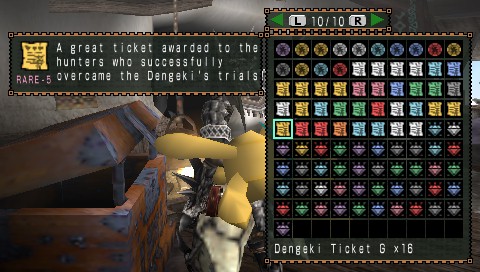 L 10/10 R
A great ticket awarded to the
hunters who successfully
RARE-5 overcame the Dengeki's trials!
Dengeki Ticket G x16